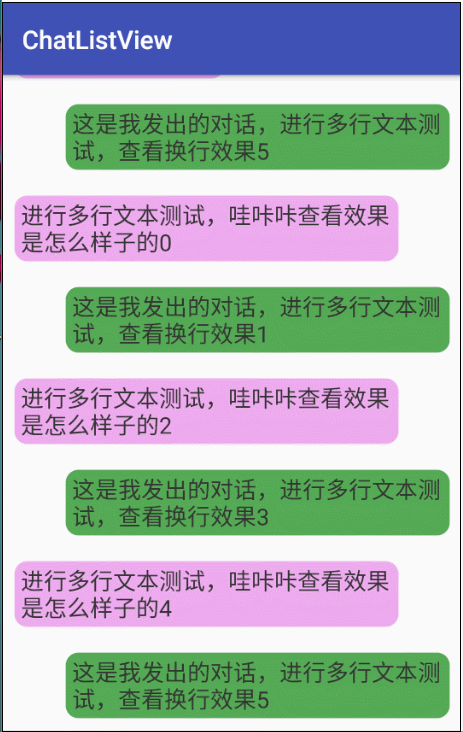 ChatListView
这是我发出的对话，进行多行文本测
试，查看换行效果5
进行多行文本测试，哇咔咔查看效果
是怎么样子的0
这是我发出的对话，进行多行文本测
试，查看换行效果1
进行多行文本测试，哇咔咔查看效果
是怎么样子的2
这是我发出的对话，进行多行文本测
试，查看换行效果3
进行多行文本测试，哇咔咔查看效果
是怎么样子的4
这是我发出的对话，进行多行文本测
试，查看换行效果5